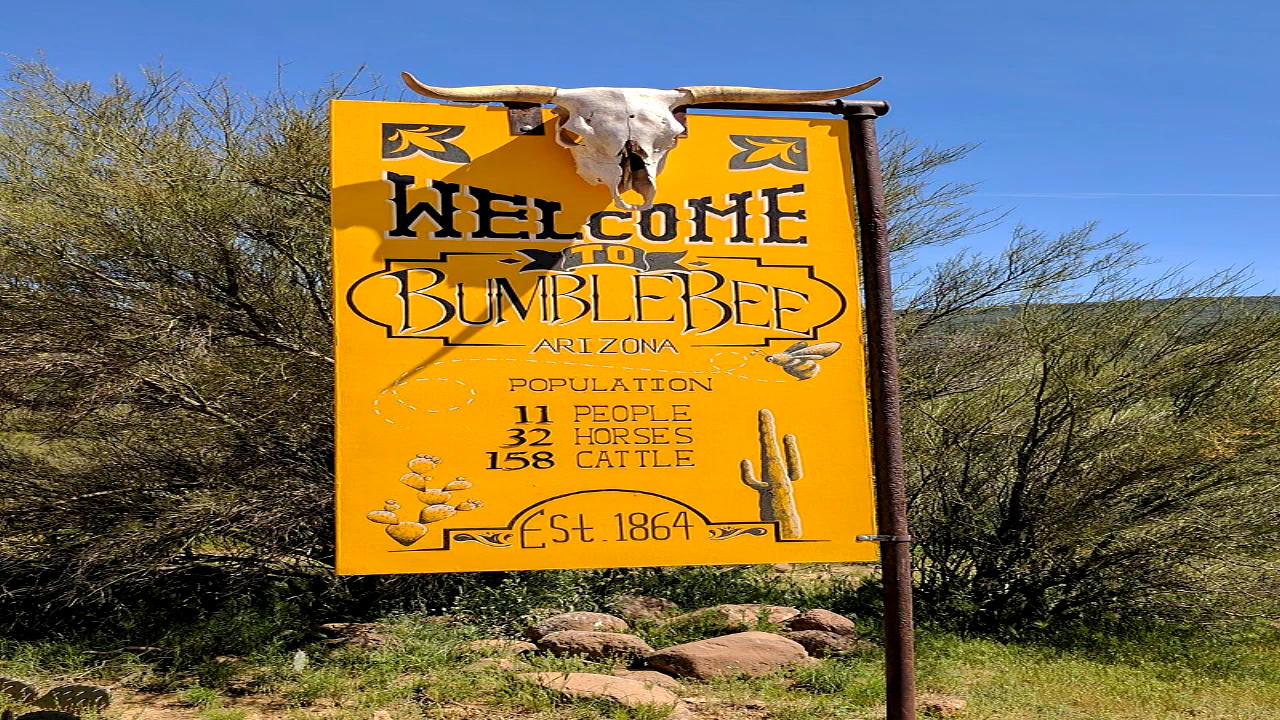 WELCOME
TO
BUMBLEBEE
ARIZONA
POPULATION
11 PEOPLE
32 HORSES
158 CATTLE
ESt. 1864